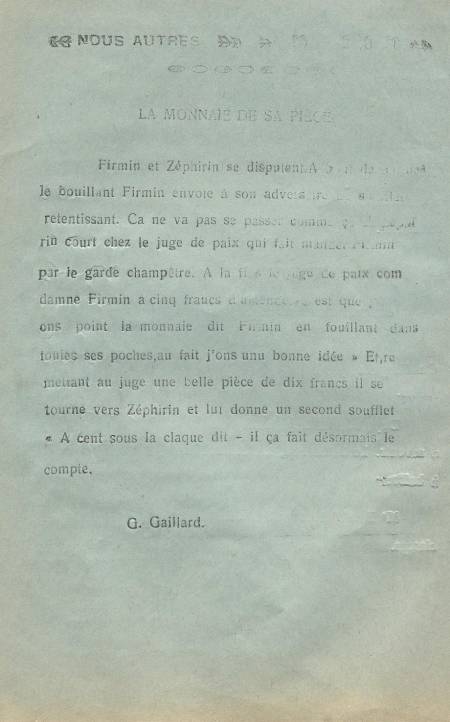 NOUS AUTRES
LA MONNAIE DE SA PIECE
Firmin et Zéphirin se disputent. A
le bouillant Firmin envoie à son
retentissant. Ca ne va pas se passer comme
rin court chez le juge de paix qui fait
par le garde champêtre. A la juge de paix com
damne Firmin à cinq francs est que
ons point la monnaie dit Firmin en fouillant dans
toutes ses poches,au fait j'ons unu bonne idée » Et,re
mettant au juge une belle pièce de dix francs il se
tourne vers Zéphirin et lui donne un second soufflet
« A cent sous la claque dit - il ça fait désormais le
compte.
G. Gaillard.